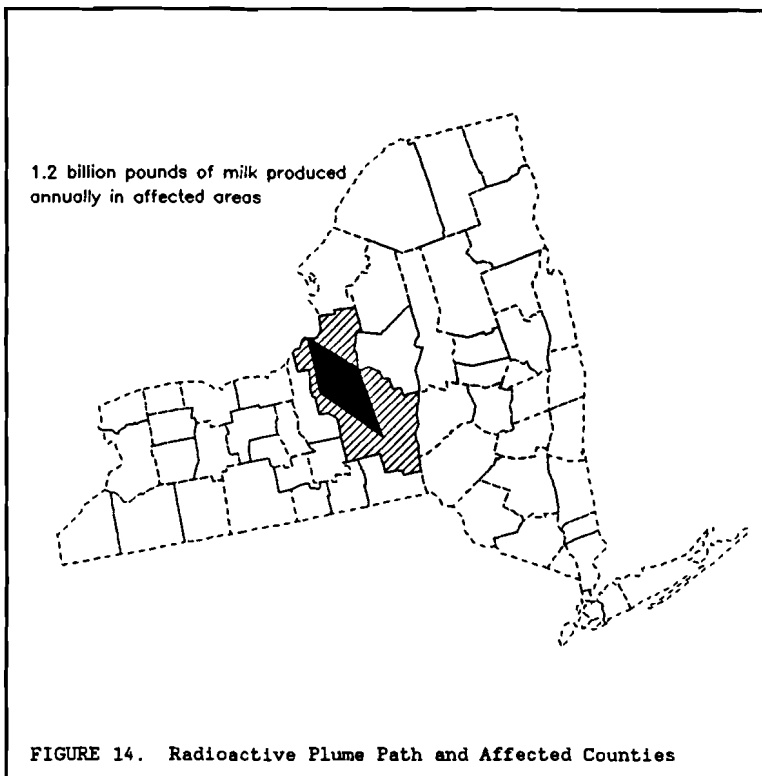 1.2 billion pounds of milk produced
annually in affected areas
FIGURE 14. Radioactive Plume Path and Affected Counties